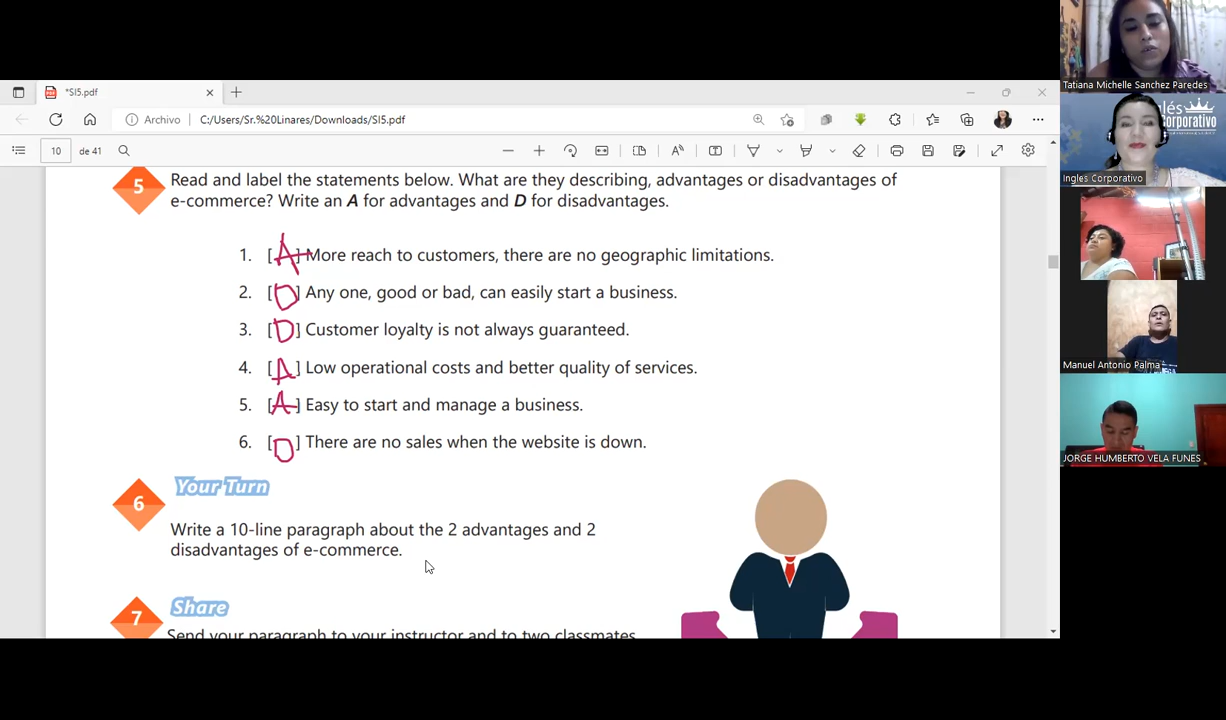 *SI5.pdf
Archivo
C:/Users/Sr.%20Linares/Downloads/SI5.pdf
10
de 41
5
Read and label the statements below. What are they describing, advantages or disadvantages of
e-commerce? Write an A for advantages and D for disadvantages.
1. [A] More reach to customers, there are no geographic limitations.
2. [D] Any one, good or bad, can easily start a business.
3. [D] Customer loyalty is not always guaranteed.
4. [A] Low operational costs and better quality of services.
5. [A] Easy to start and manage a business.
6. [D] There are no sales when the website is down.
6
Your Turn
Write a 10-line paragraph about the 2 advantages and 2
disadvantages of e-commerce.
7
Share
Send your paragraph to your instructor and to two classmates
Tatiana Michelle Sanchez Paredes
glés
Corporativo
Ingles Corporativo
Manuel Antonio Palma
JORGE HUMBERTO VELA FUNES